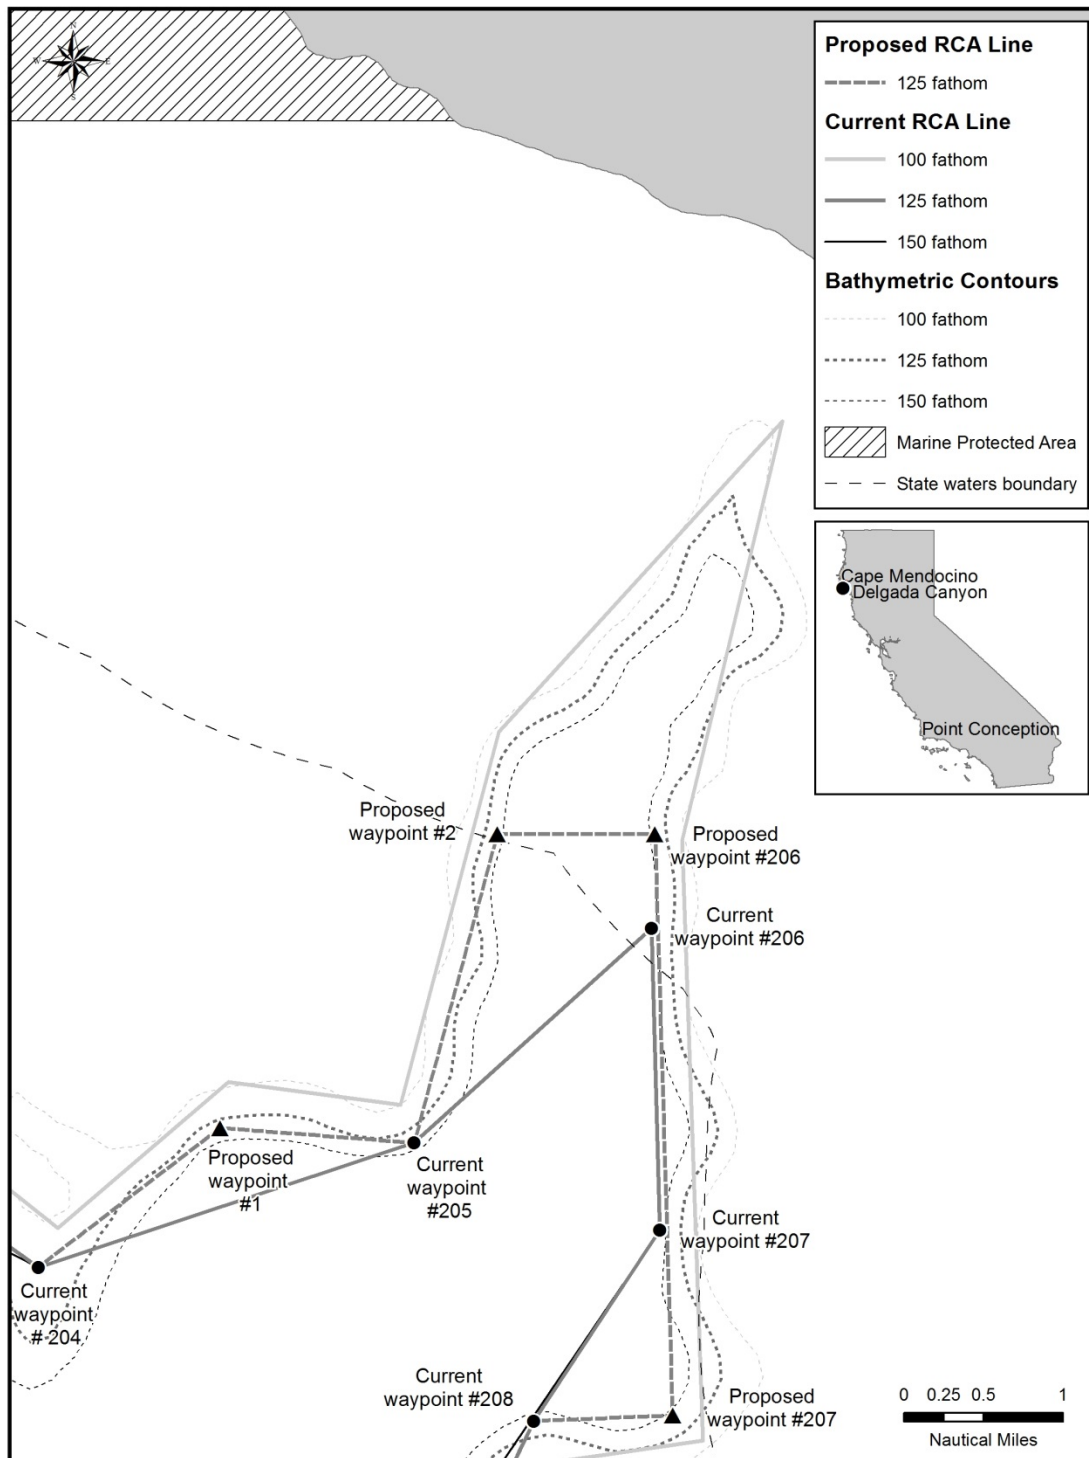 N
W
E
S
Proposed RCA Line
125 fathom
Current RCA Line
100 fathom
125 fathom
150 fathom
Bathymetric Contours
100 fathom
125 fathom
150 fathom
Marine Protected Area
State waters boundary
Cape Mendocino
Delgada Canyon
Point Conception
Proposed
waypoint #2
Proposed
waypoint #206
Current
waypoint #206
Proposed
waypoint
#1
Current
waypoint
#205
Current
waypoint #207
Current
waypoint
# 204
Current
waypoint #208
Proposed
waypoint #207
0 0.25 0.5 1
Nautical Miles